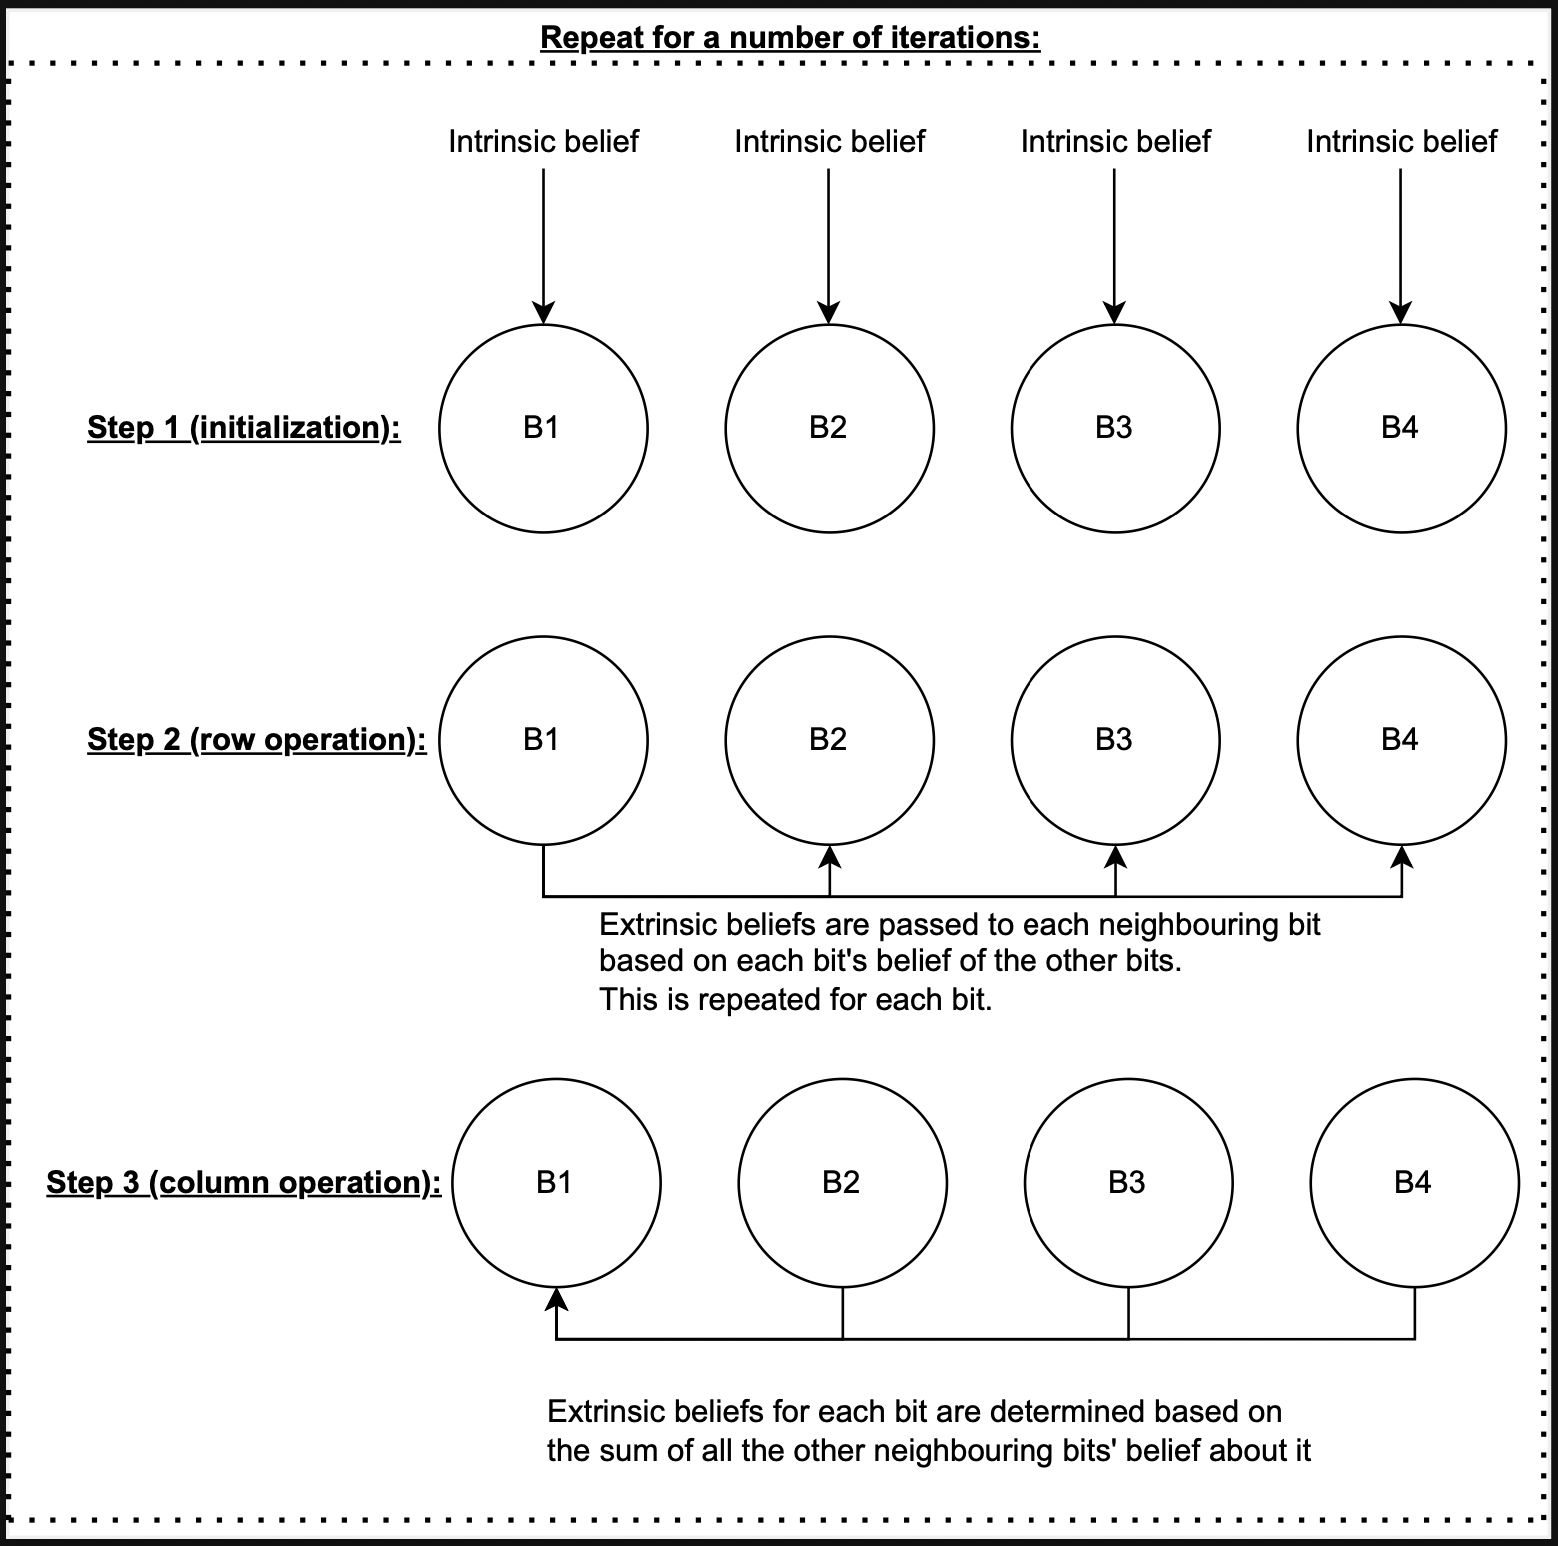 Repeat for a number of iterations:
Intrinsic belief Intrinsic belief Intrinsic belief Intrinsic belief
Step 1 (initialization): B1 B2 B3 B4
Step 2 (row operation): B1 B2 B3 B4
Extrinsic beliefs are passed to each neighbouring bit
based on each bit's belief of the other bits.
This is repeated for each bit.
Step 3 (column operation): B1 B2 B3 B4
Extrinsic beliefs for each bit are determined based on
the sum of all the other neighbouring bits' belief about it